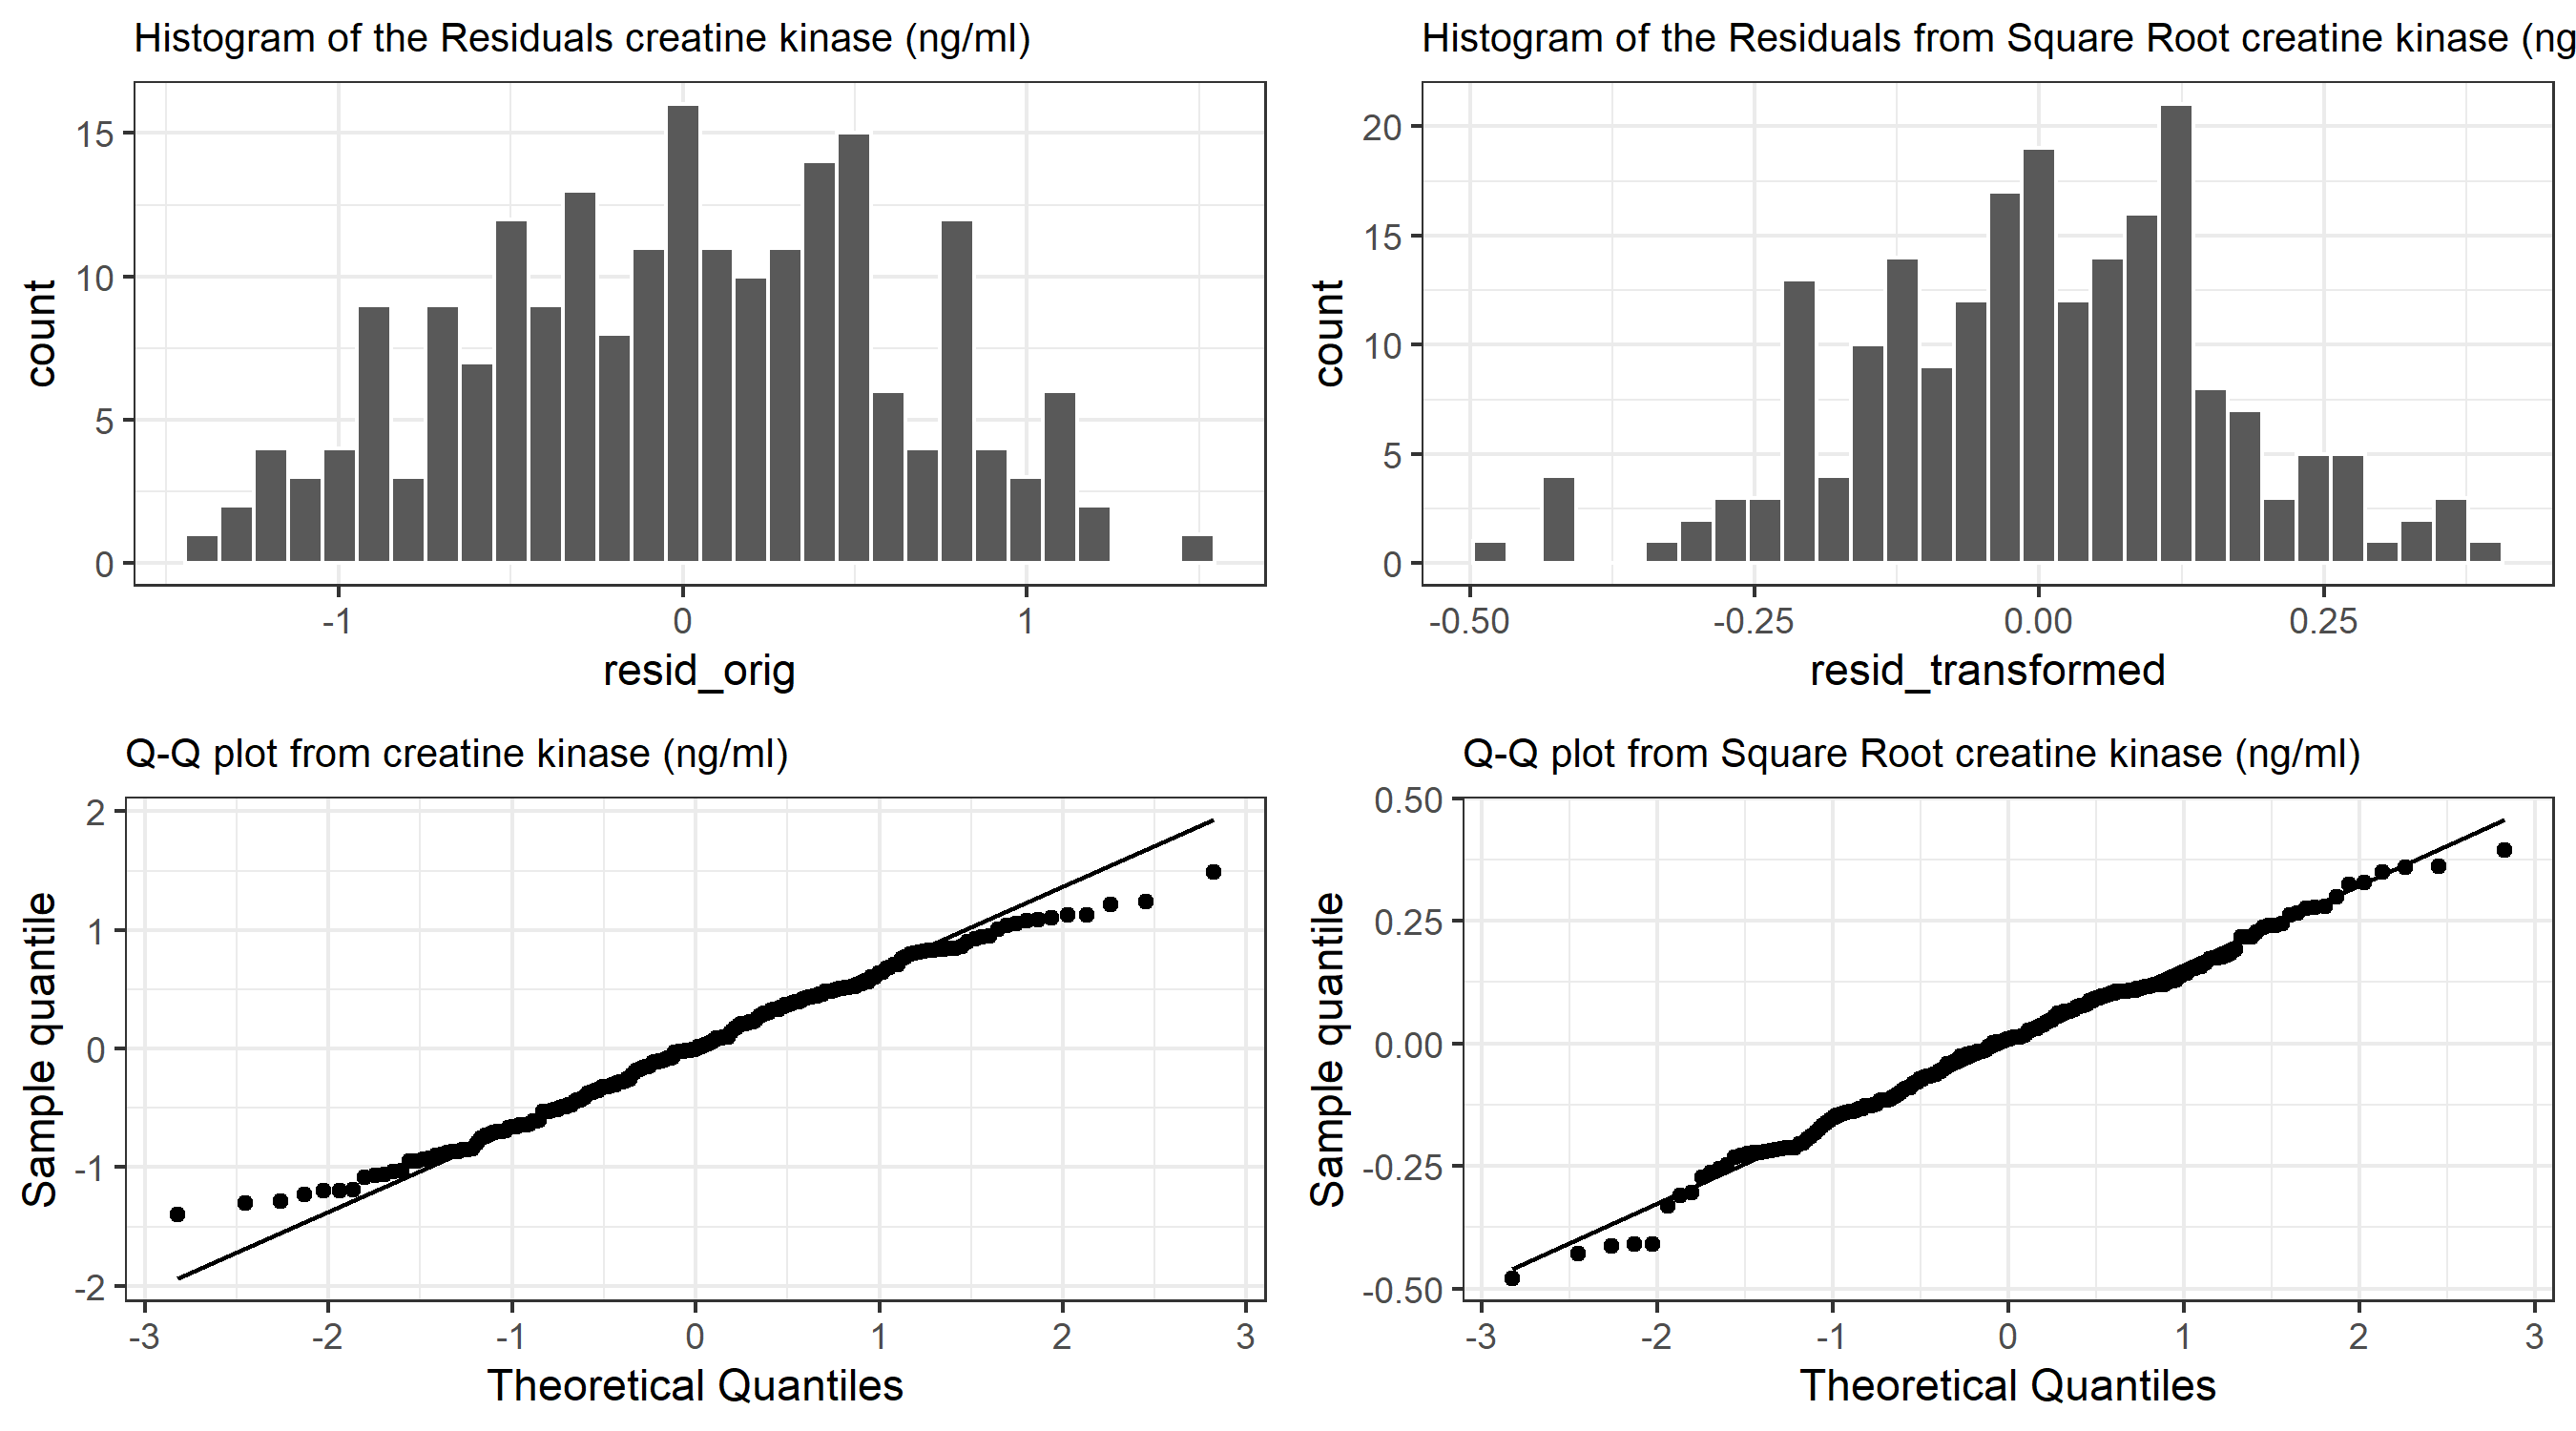 Histogram of the Residuals creatine kinase (ng/ml)
15
10
5
0
count
-1 0 1
resid_orig
Histogram of the Residuals from Square Root creatine kinase (ng
20
15
10
5
0
count
-0.50 -0.25 0.00 0.25
resid_transformed
Q-Q plot from creatine kinase (ng/ml)
2
1
0
-1
-2
Sample quantile
-3 -2 -1 0 1 2 3
Theoretical Quantiles
Q-Q plot from Square Root creatine kinase (ng/ml)
0.50
0.25
0.00
-0.25
-0.50
Sample quantile
-3 -2 -1 0 1 2 3
Theoretical Quantiles